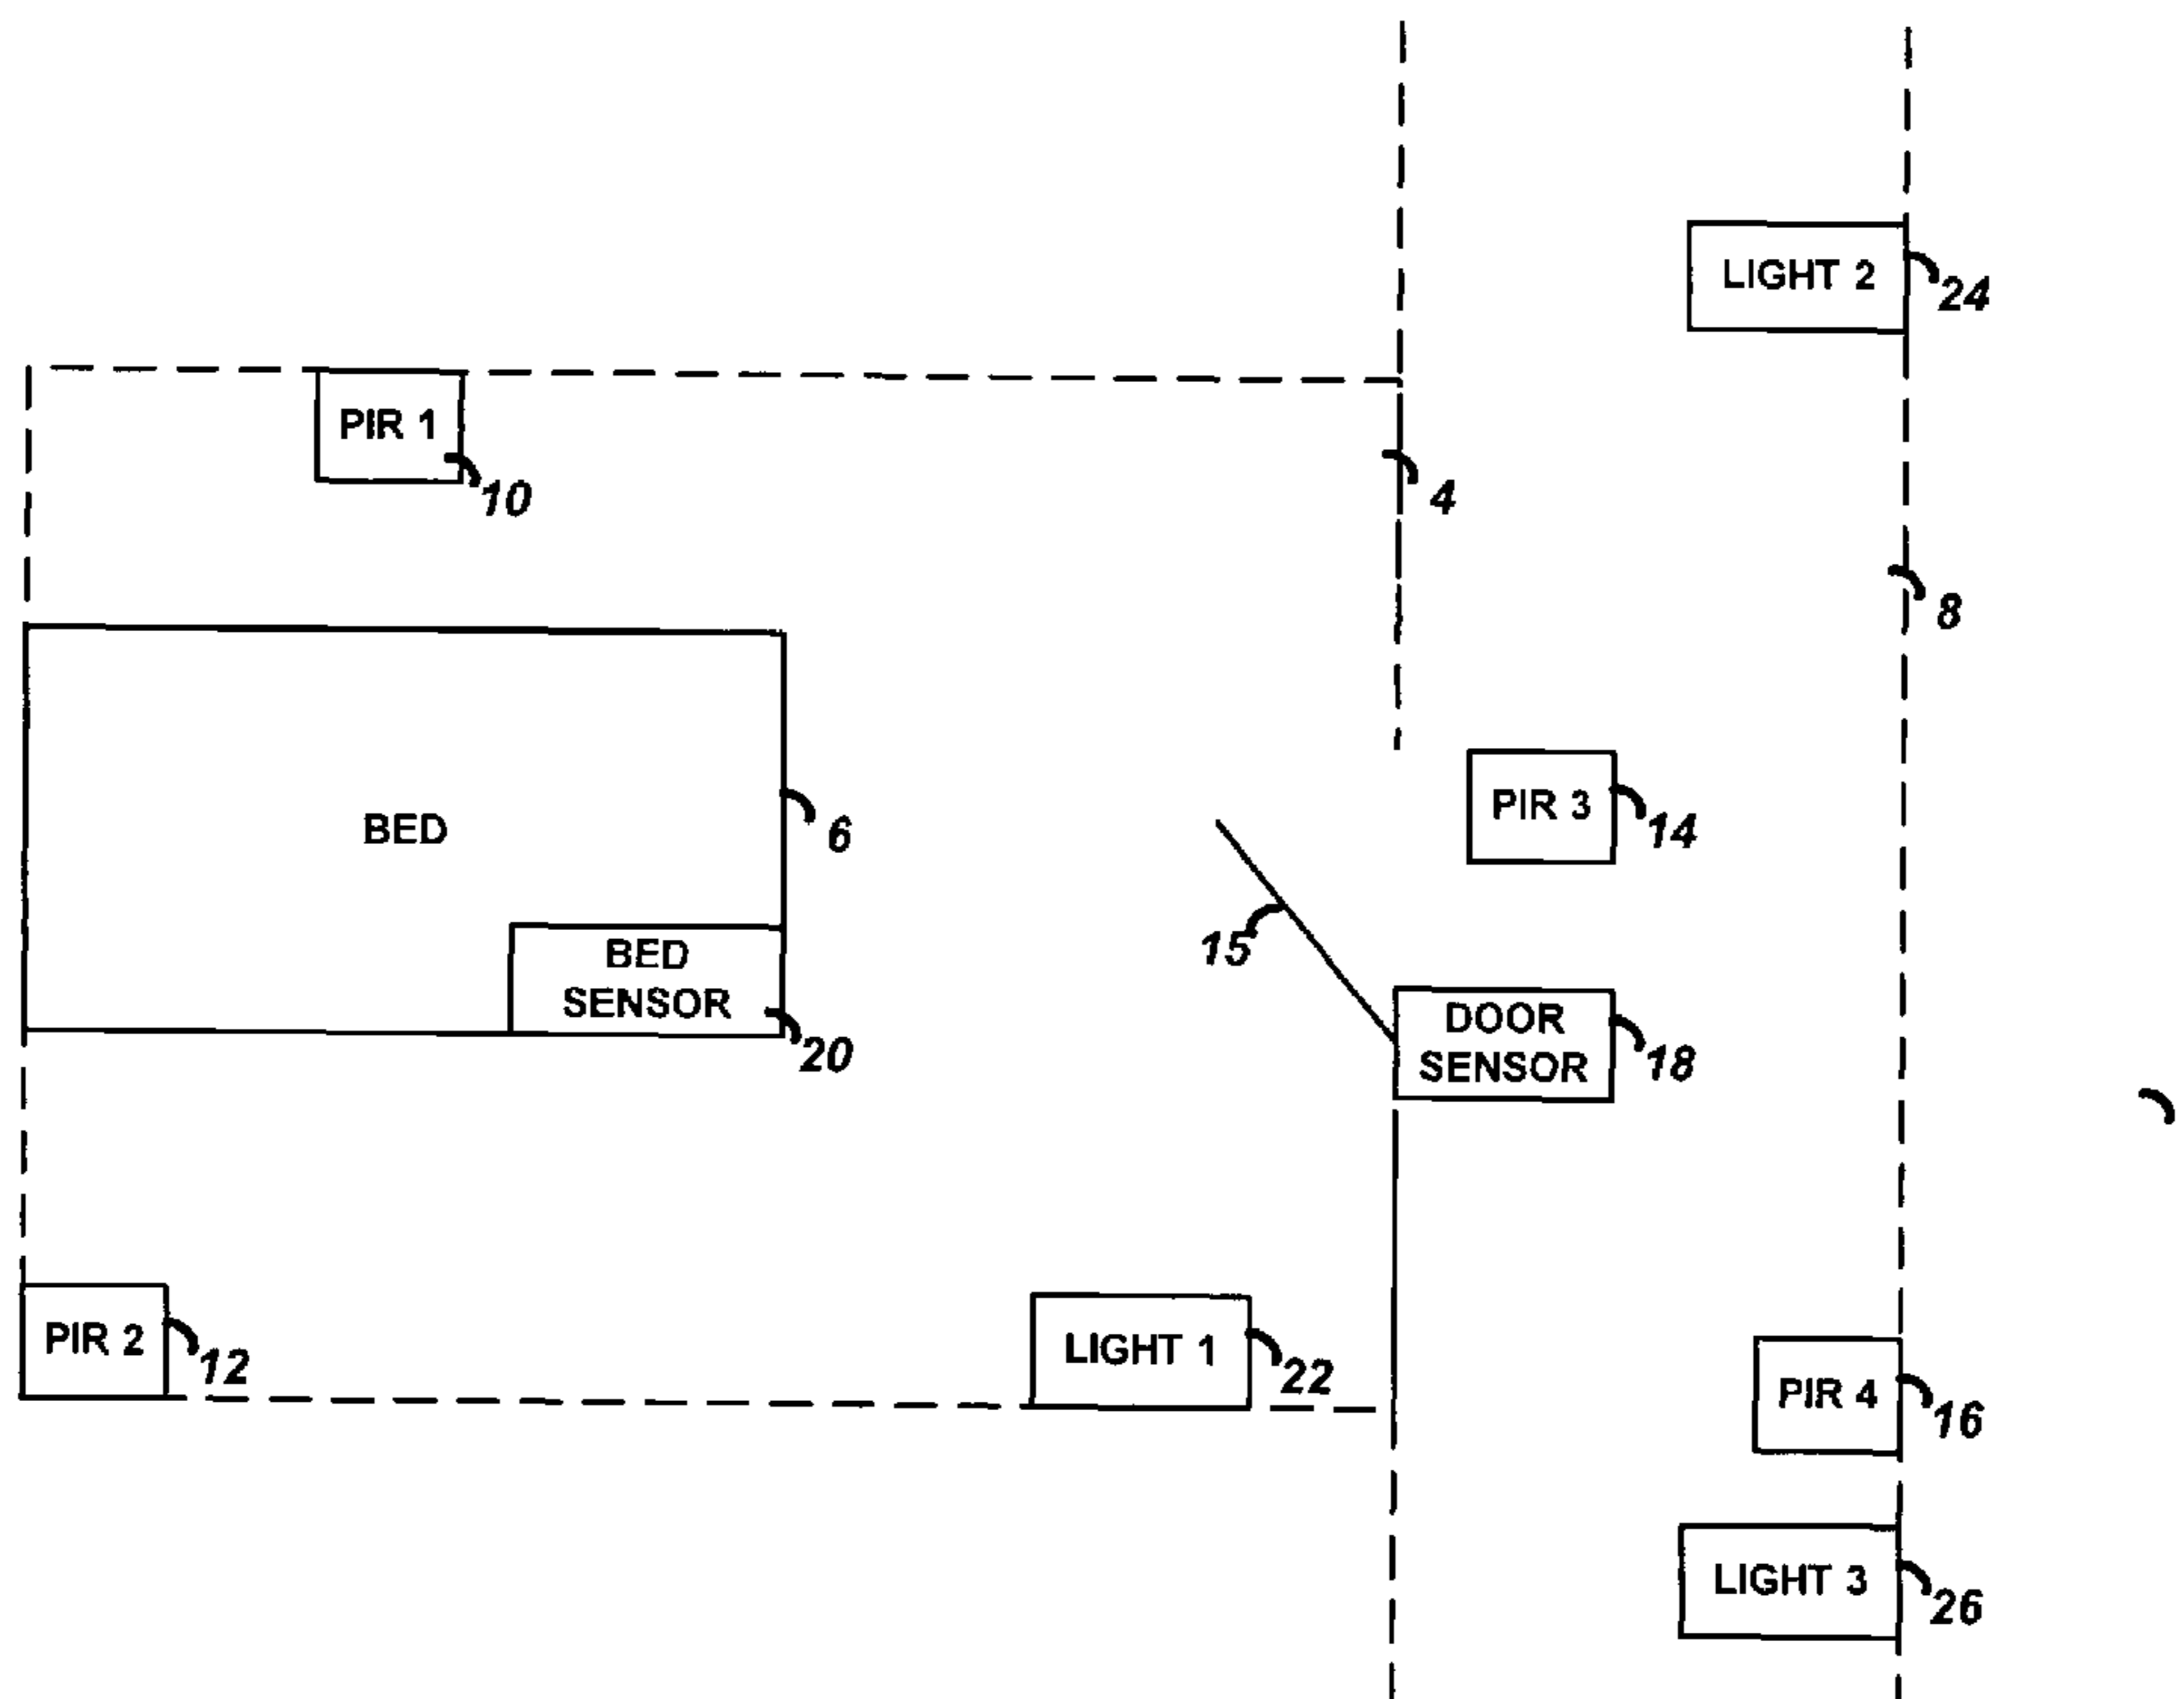 LIGHT 2
24
PIR 1
10
4
8
PIR 3
14
BED
6
15
BED
SENSOR
20
DOOR
SENSOR
18
PIR 2
12
LIGHT 1
22
PIR 4
16
LIGHT 3
26